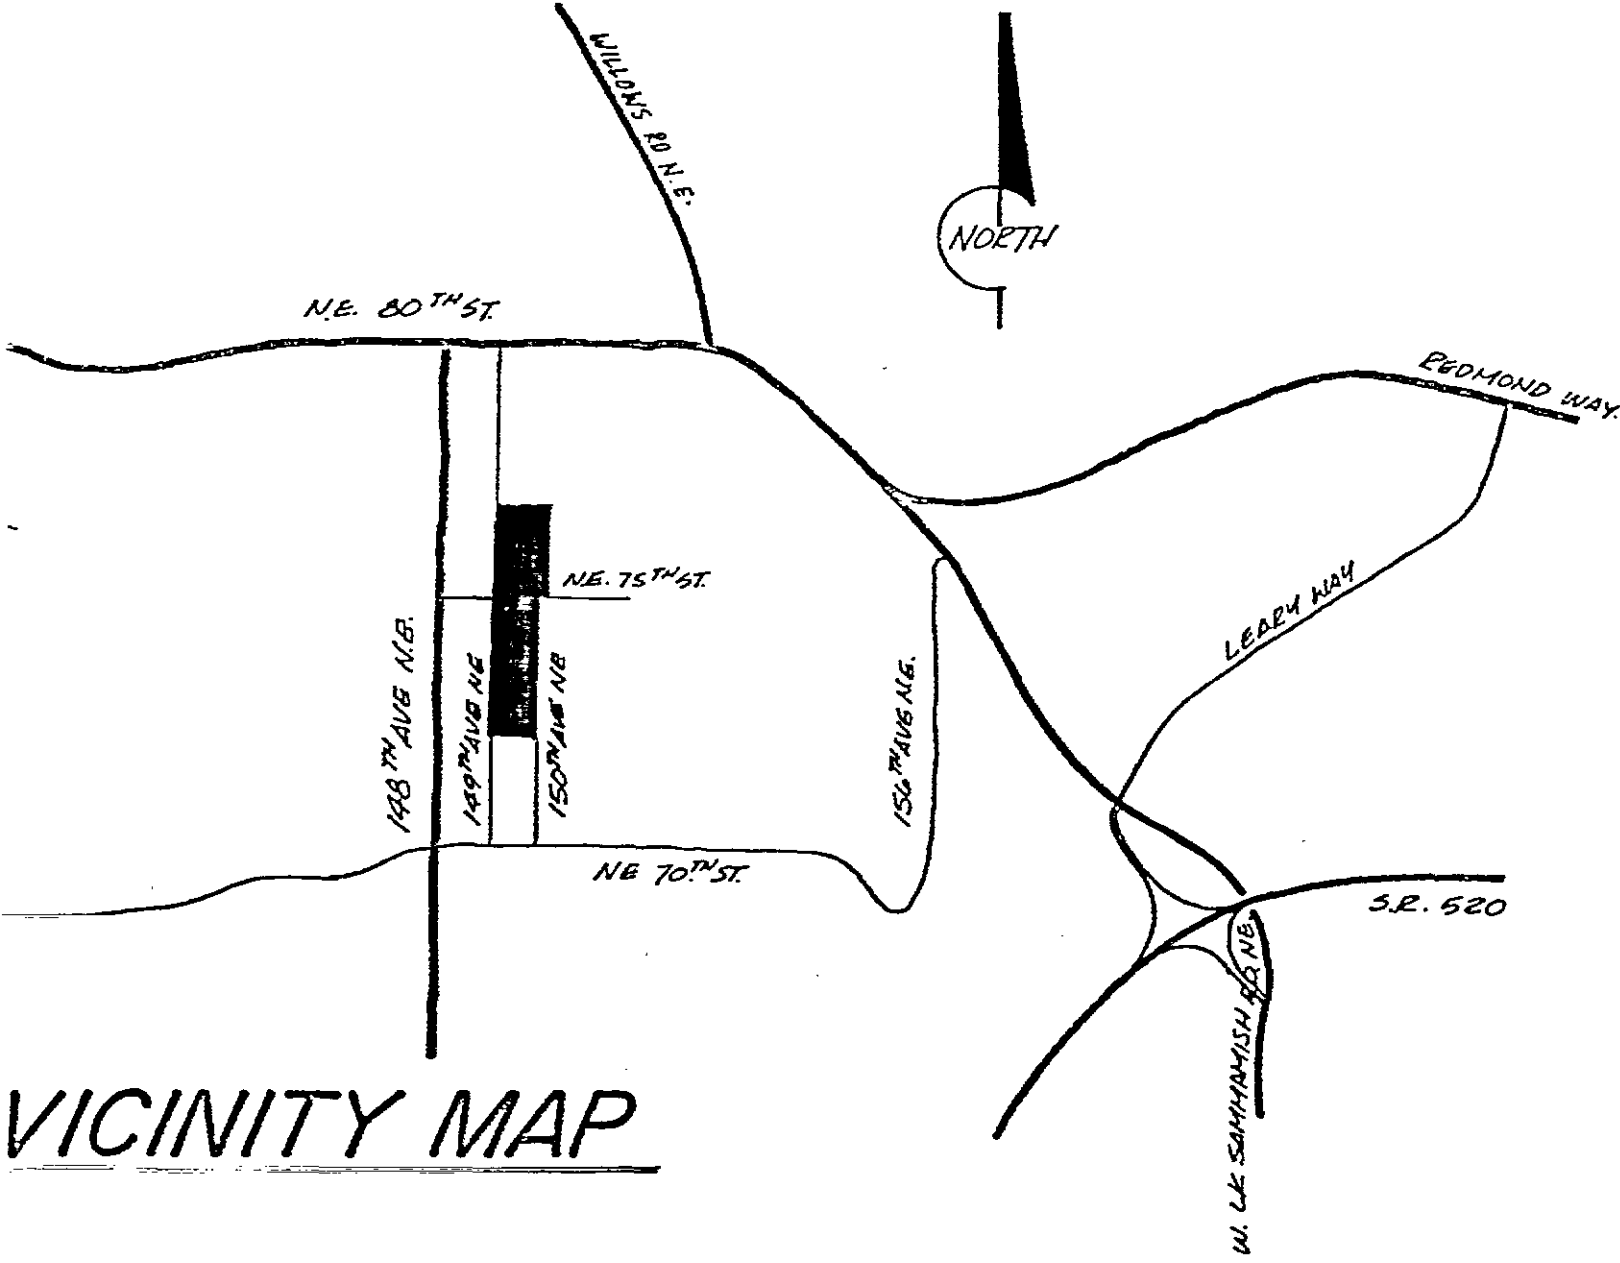 WILLOWS RD N.E.
NORTH
N.E. 80TH ST.
REDMOND WAY.
N.E. 75TH ST.
LEARY WAY
148TH AVE N.E.
149TH AVE NE
150TH AVE NE
156TH AVE N.E.
NE 70TH ST.
S.R. 520
W. LK SAMMAMISH RD. NE
VICINITY MAP